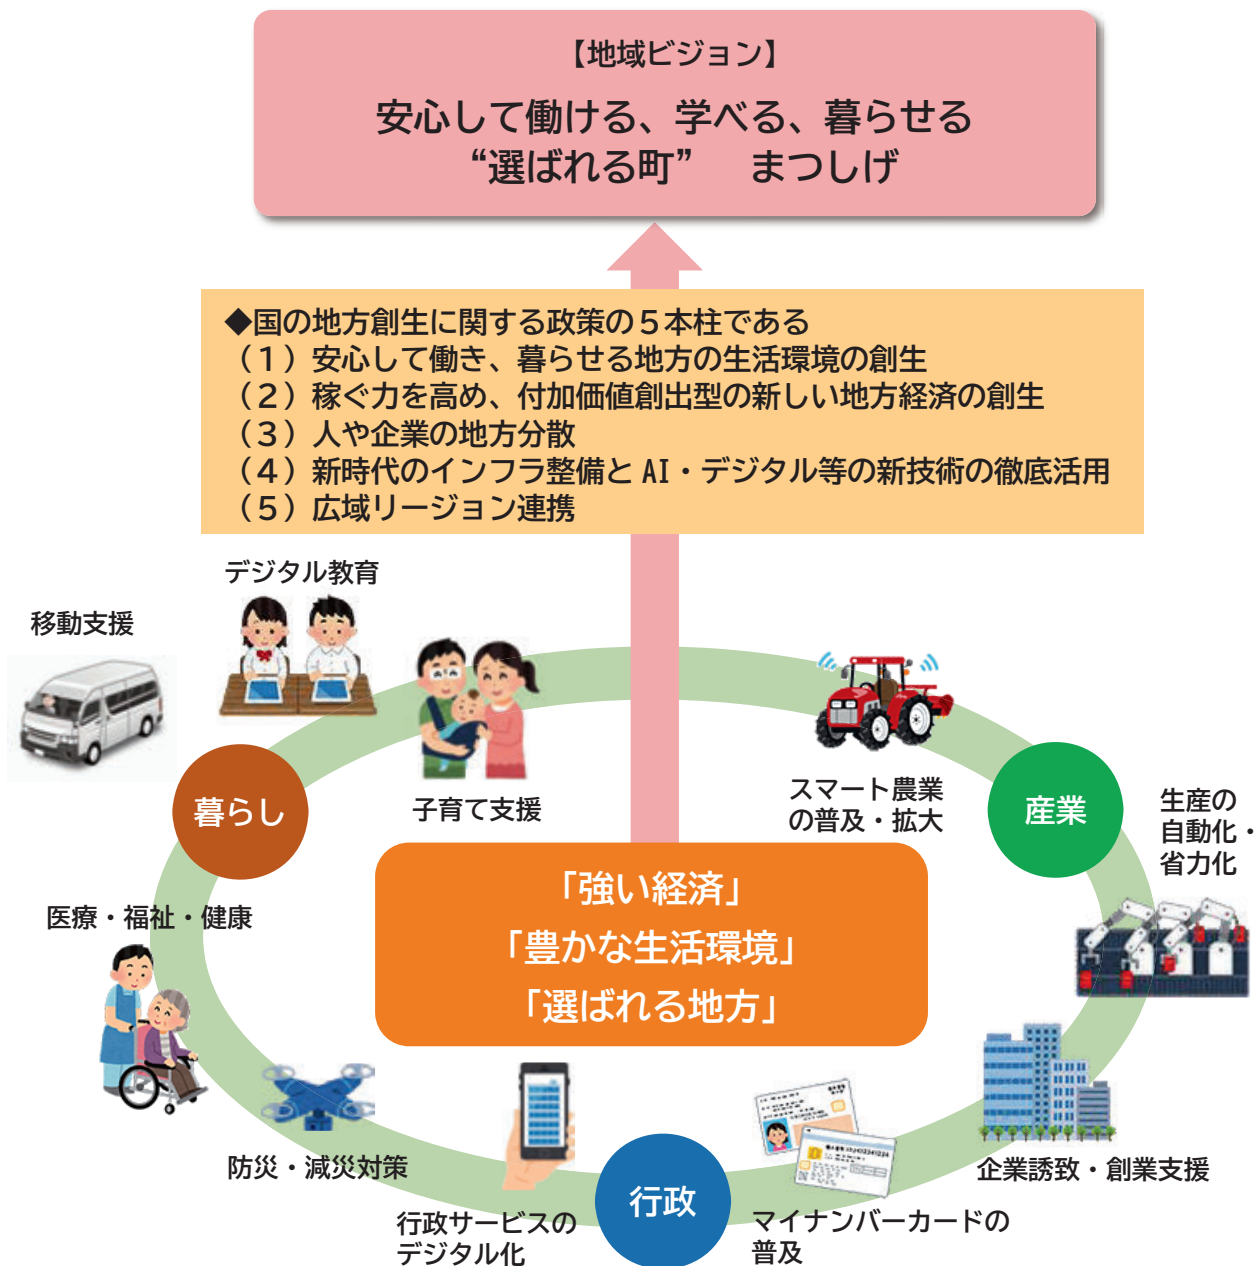 【地域ビジョン】
安心して働ける、学べる、暮らせる
“選ばれる町”　まつしげ
◆国の地方創生に関する政策の５本柱である
（１）安心して働き、暮らせる地方の生活環境の創生
（２）稼ぐ力を高め、付加価値創出型の新しい地方経済の創生
（３）人や企業の地方分散
（４）新時代のインフラ整備と AI・デジタル等の新技術の徹底活用
（５）広域リージョン連携
デジタル教育
移動支援
子育て支援
暮らし
スマート農業
の普及・拡大
産業
生産の
自動化・
省力化
「強い経済」
「豊かな生活環境」
「選ばれる地方」
医療・福祉・健康
防災・減災対策
行政サービスの
デジタル化
行政
マイナンバーカードの
普及
企業誘致・創業支援